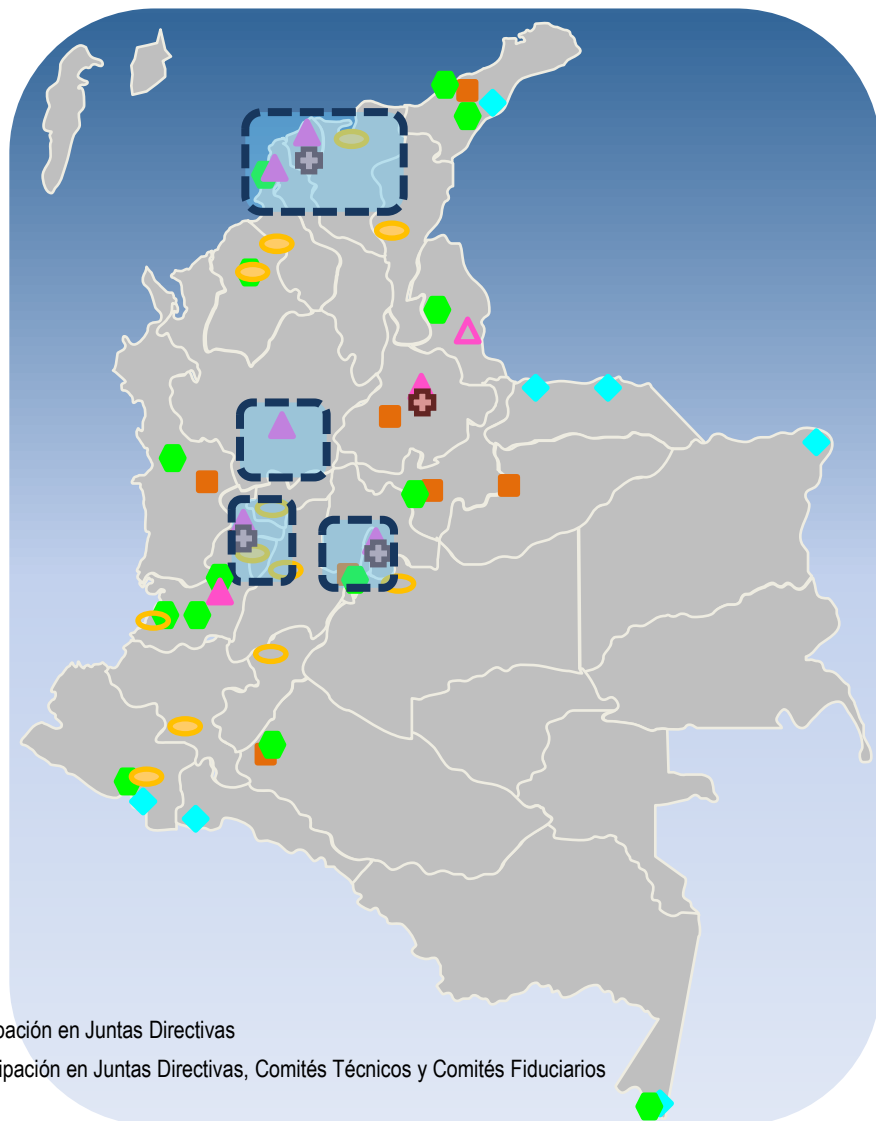 pación en Juntas Directivas
ipación en Juntas Directivas, Comités Técnicos y Comités Fiduciarios